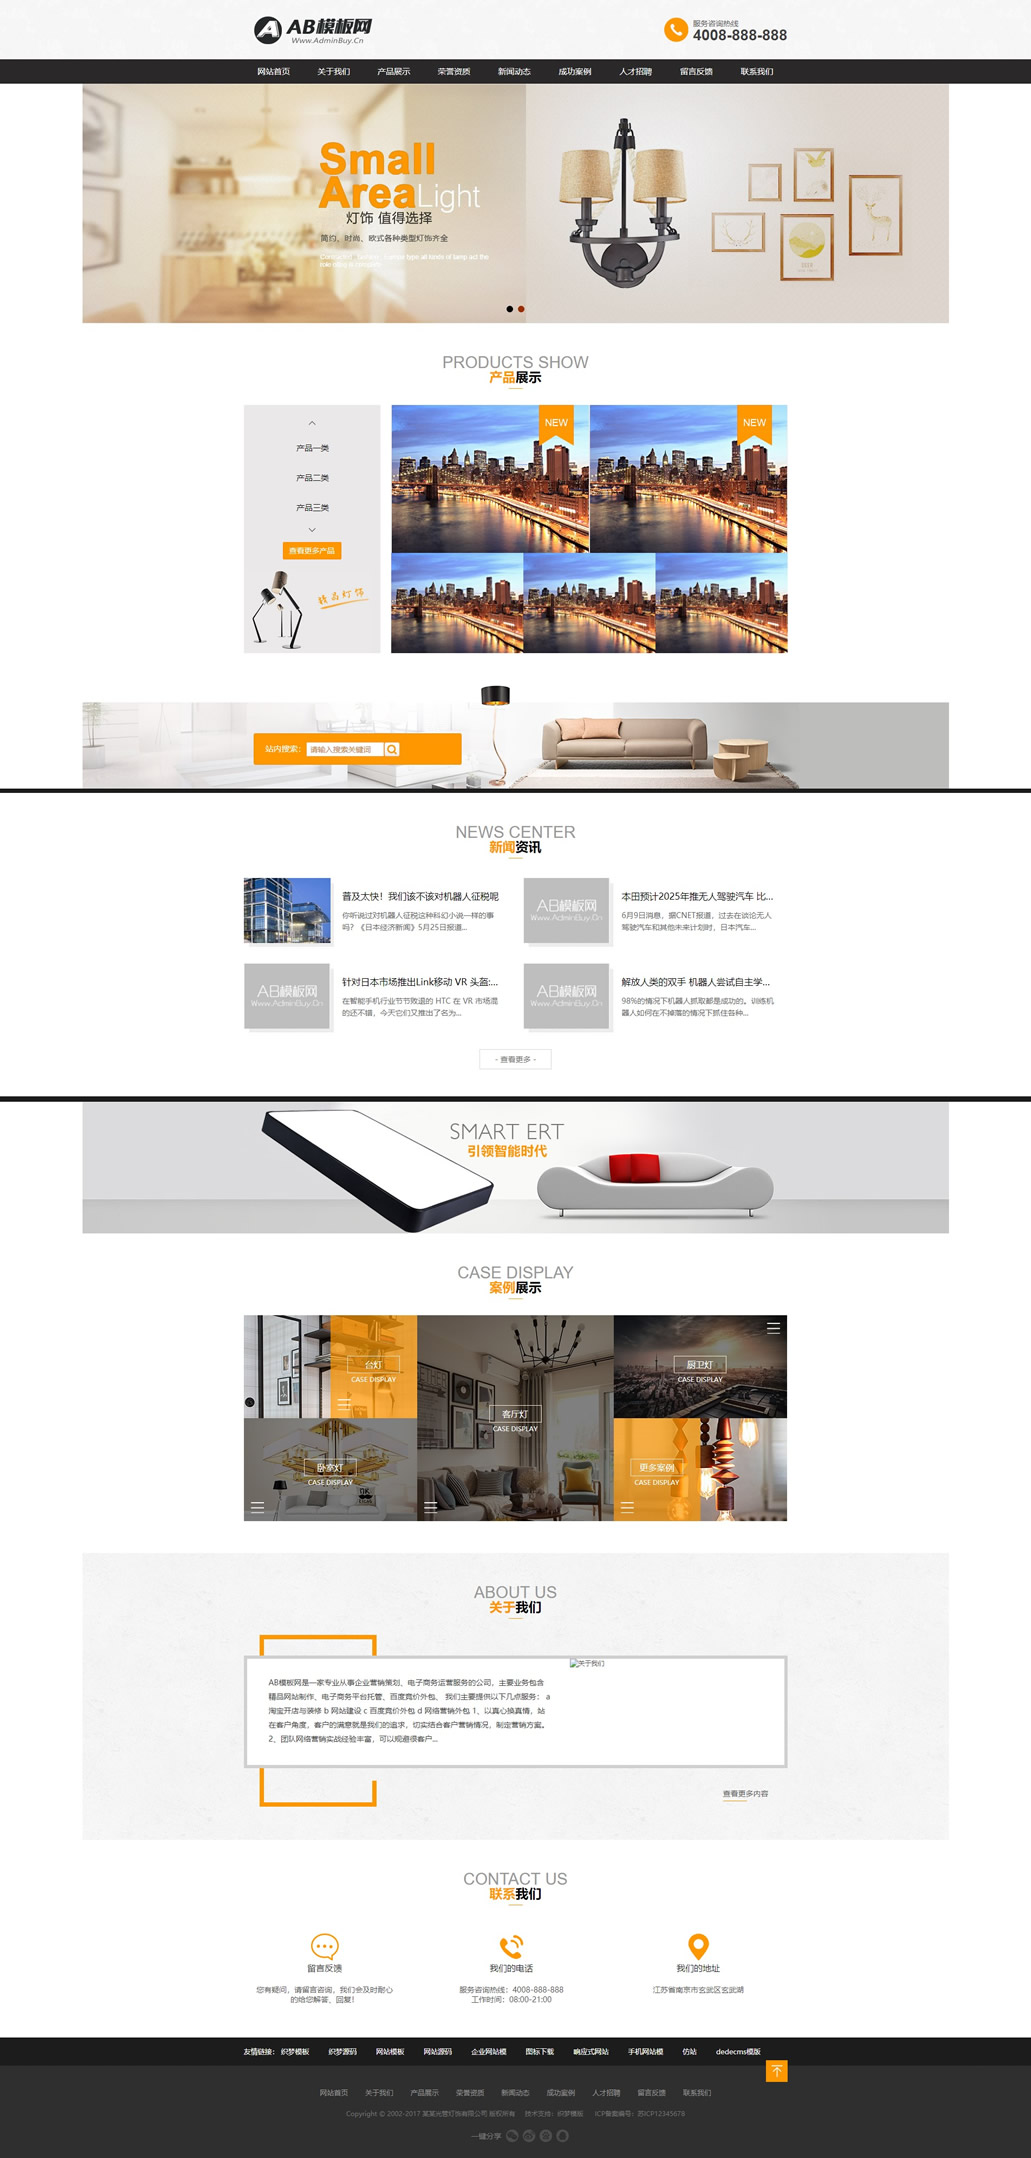 AB模板网
Www.AdminBuy.Cn
服务咨询热线
4008-888-888
网站首页 关于我们 产品展示 荣誉资质 新闻动态 成功案例 人才招聘 留言反馈 联系我们
Small
Area Light
灯饰 值得选择
简约、时尚、欧式各种类型灯饰齐全
PRODUCTS SHOW
产品展示
产品一类
产品二类
产品三类
查看更多产品
精品灯饰
NEW
NEW
站内搜索：
请输入搜索关键词
NEWS CENTER
新闻资讯
普及太快！我们该不该对机器人征税呢
你听说过对机器人征税这种科幻小说一样的事
吗？《日本经济新闻》5月25日报道...
AB模板网
Www.AdminBuy.Cn
本田预计2025年推无人驾驶汽车 比...
6月9日消息，据CNET报道，过去在谈论无人
驾驶汽车和其他未来计划时，日本汽车...
AB模板网
Www.AdminBuy.Cn
针对日本市场推出Link移动 VR 头盔:...
在智能手机行业节节败退的 HTC 在 VR 市场混
的还不错，今天它们又推出了名为...
AB模板网
Www.AdminBuy.Cn
解放人类的双手 机器人尝试自主学...
98%的情况下机器人抓取都是成功的。训练机
器人如何在不掉落的情况下抓住各种...
- 查看更多 -
SMART ERT
引领智能时代
CASE DISPLAY
案例展示
台灯
CASE DISPLAY
客厅灯
CASE DISPLAY
厨卫灯
CASE DISPLAY
卧室灯
CASE DISPLAY
更多案例
CASE DISPLAY
ABOUT US
关于我们
关于我们
AB模板网是一家专业从事企业营销策划、电子商务运营服务的公司，主要业务包含
精品网站制作、电子商务平台托管、百度竞价外包、 我们主要提供以下几点服务： a
淘宝开店与装修 b 网站建设 c 百度竞价外包 d 网络营销外包 1、以真心换真情，站
在客户角度，客户的满意就是我们的追求，切实结合客户营销情况，制定营销方案。
2、团队网络营销实战经验丰富，可以规避很客户...
查看更多内容
CONTACT US
联系我们
留言反馈
您有疑问，请留言咨询，我们会及时耐心
的给您解答、回复！
我们的电话
服务咨询热线：4008-888-888
工作时间：08:00-21:00
我们的地址
江苏省南京市玄武区玄武湖
友情链接： 织梦模板 织梦源码 网站模板 网站源码 企业网站模 图标下载 响应式网站 手机网站模 仿站 dedecms模版
网站首页 关于我们 产品展示 荣誉资质 新闻动态 成功案例 人才招聘 留言反馈 联系我们
Copyright © 2002-2017 某某光管灯饰有限公司 版权所有 技术支持：织梦模板 ICP备案编号：苏ICP12345678
一键分享